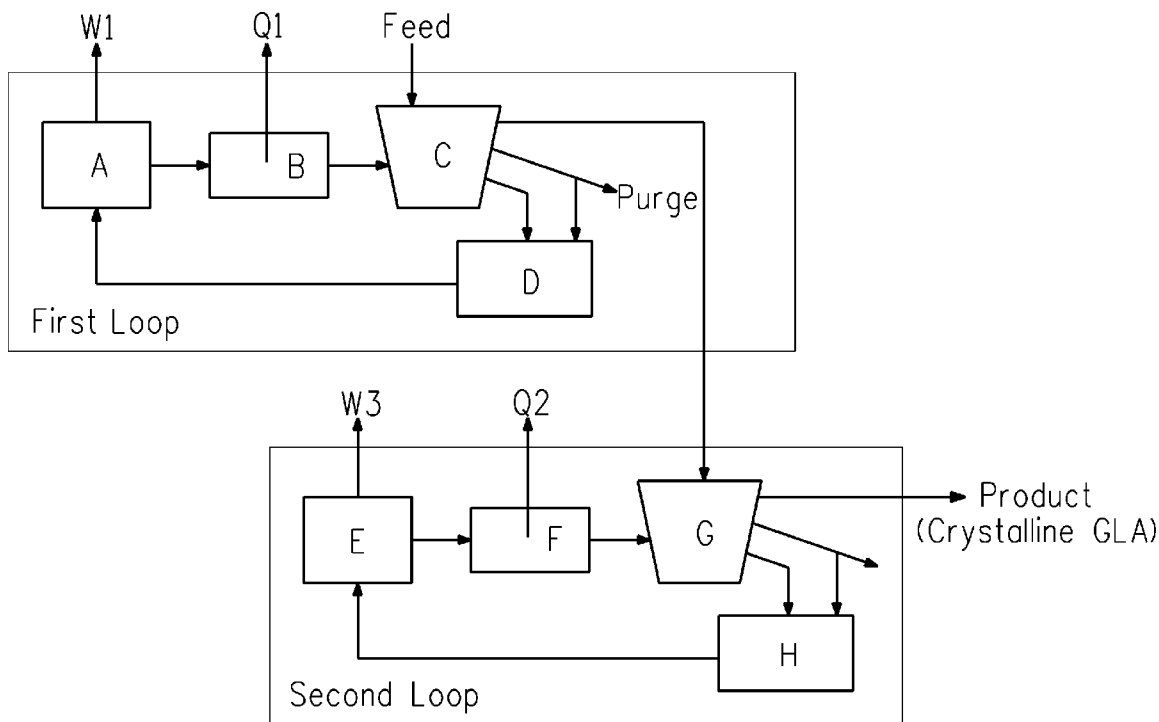 W1
Q1
Feed
A
B
C
Purge
D
First Loop
W3
Q2
Product
(Crystalline GLA)
E
F
G
H
Second Loop